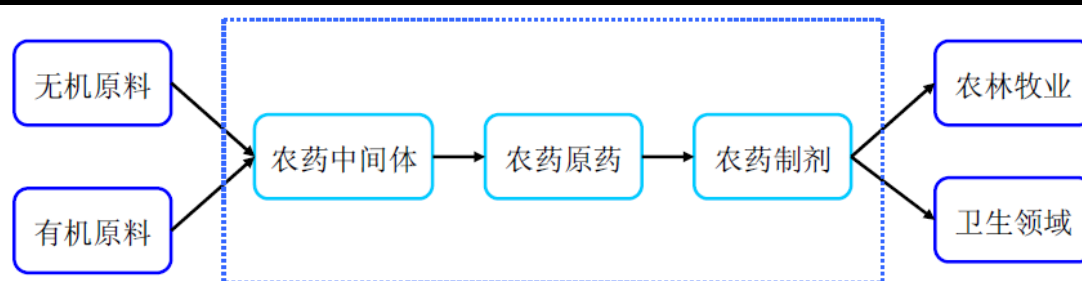 无机原料
有机原料
农药中间体
农药原药
农药制剂
农林牧业
卫生领域